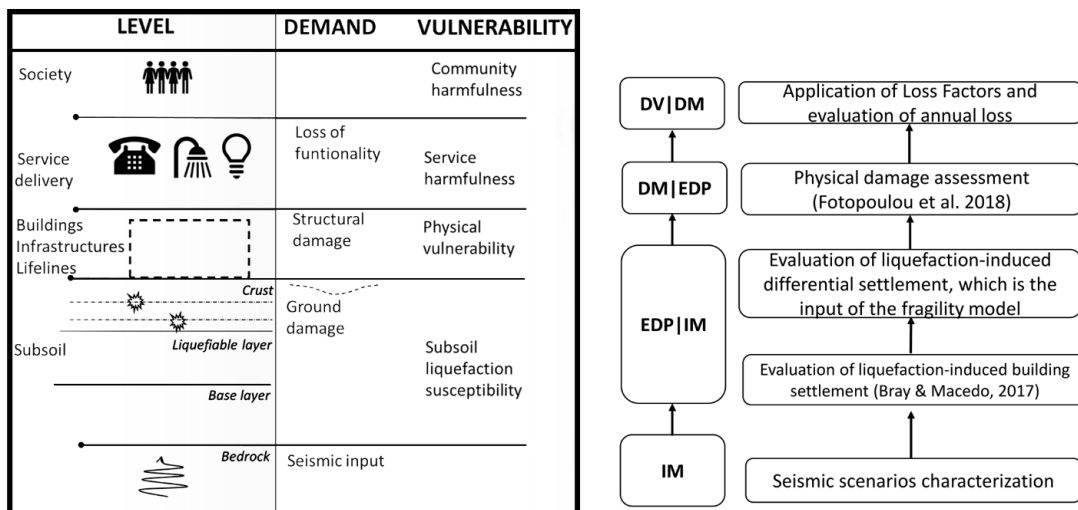 LEVEL
DEMAND
VULNERABILITY
Society
Community
harmfulness
Service
delivery
Loss of
funtionality
Service
harmfulness
Buildings
Infrastructures
Lifelines
Structural
damage
Physical
vulnerability
Crust
Ground
damage
Subsoil
Liquefiable layer
Subsoil
liquefaction
susceptibility
Base layer
Bedrock
Seismic input
DV|DM
Application of Loss Factors and
evaluation of annual loss
DM|EDP
Physical damage assessment
(Fotopoulou et al. 2018)
EDP|IM
Evaluation of liquefaction-induced
differential settlement, which is the
input of the fragility model
Evaluation of liquefaction-induced building
settlement (Bray & Macedo, 2017)
IM
Seismic scenarios characterization